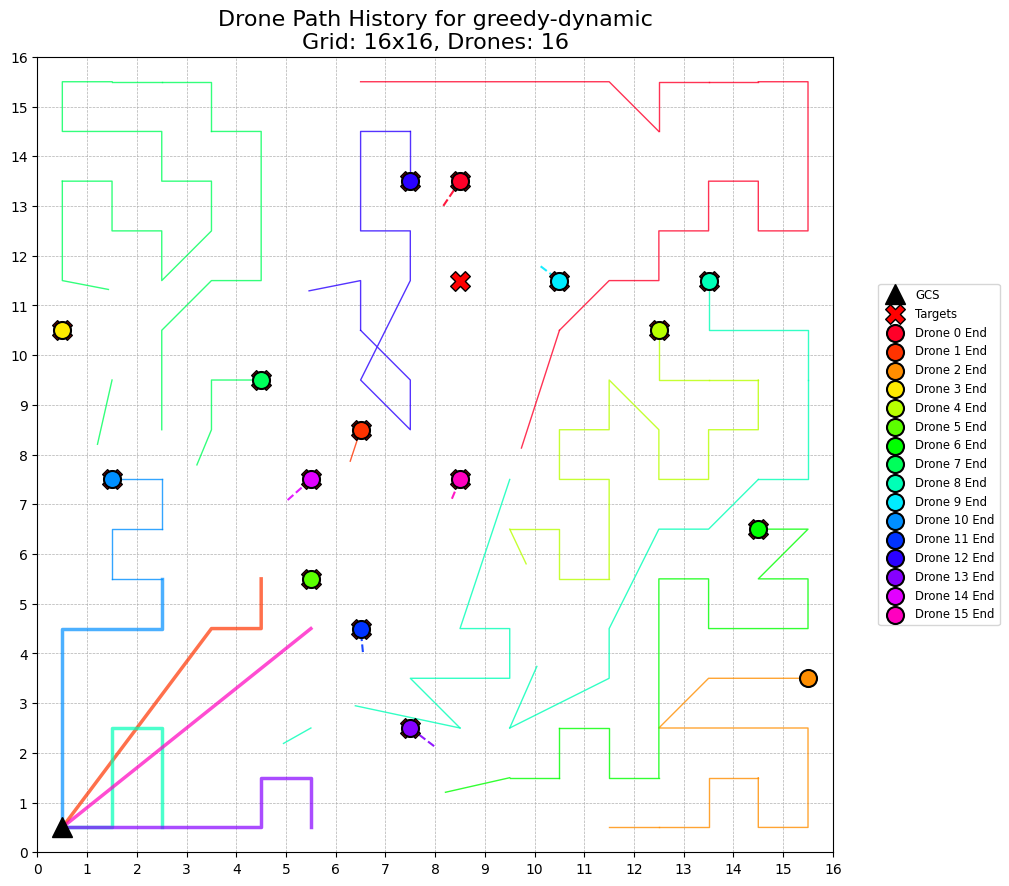 Drone Path History for greedy-dynamic
Grid: 16x16, Drones: 16
16
15
14
13
12
11
10
9
8
7
6
5
4
3
2
1
0
0 1 2 3 4 5 6 7 8 9 10 11 12 13 14 15 16
GCS
Targets
Drone 0 End
Drone 1 End
Drone 2 End
Drone 3 End
Drone 4 End
Drone 5 End
Drone 6 End
Drone 7 End
Drone 8 End
Drone 9 End
Drone 10 End
Drone 11 End
Drone 12 End
Drone 13 End
Drone 14 End
Drone 15 End